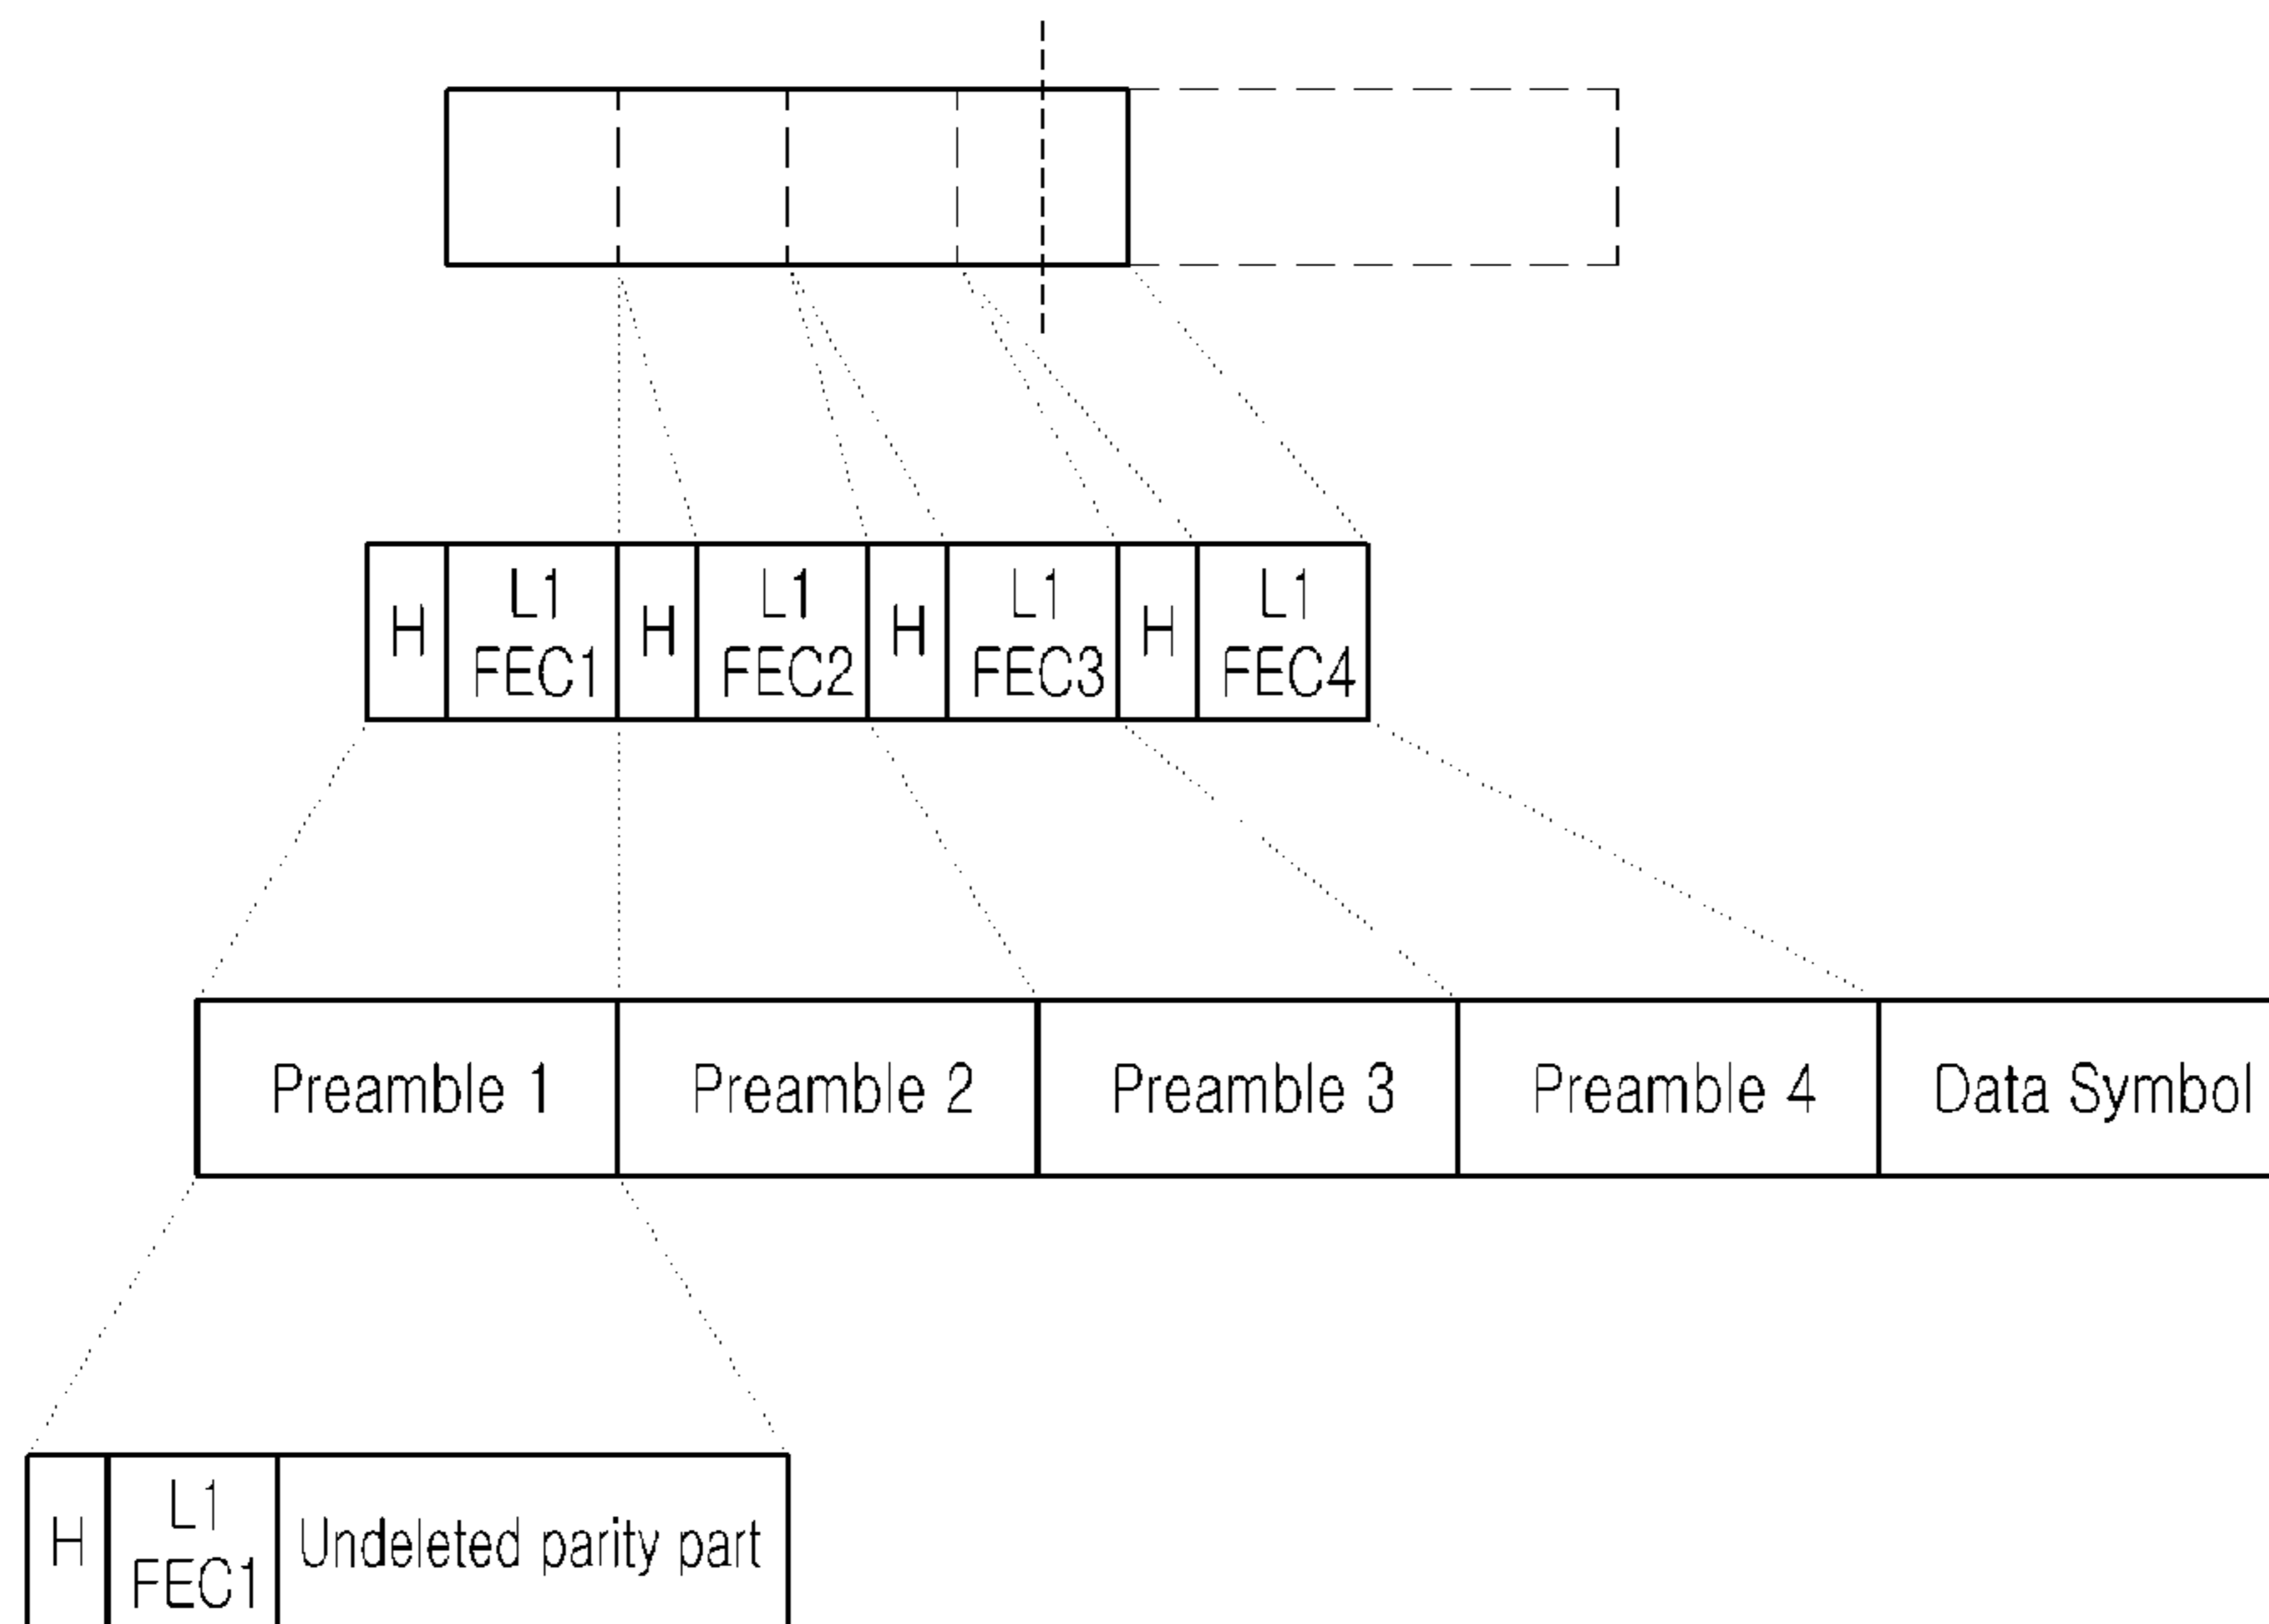 H
L1
FEC1
H
L1
FEC2
H
L1
FEC3
H
L1
FEC4
Preamble 1
Preamble 2
Preamble 3
Preamble 4
Data Symbol
H
L1
FEC1
Undeleted parity part